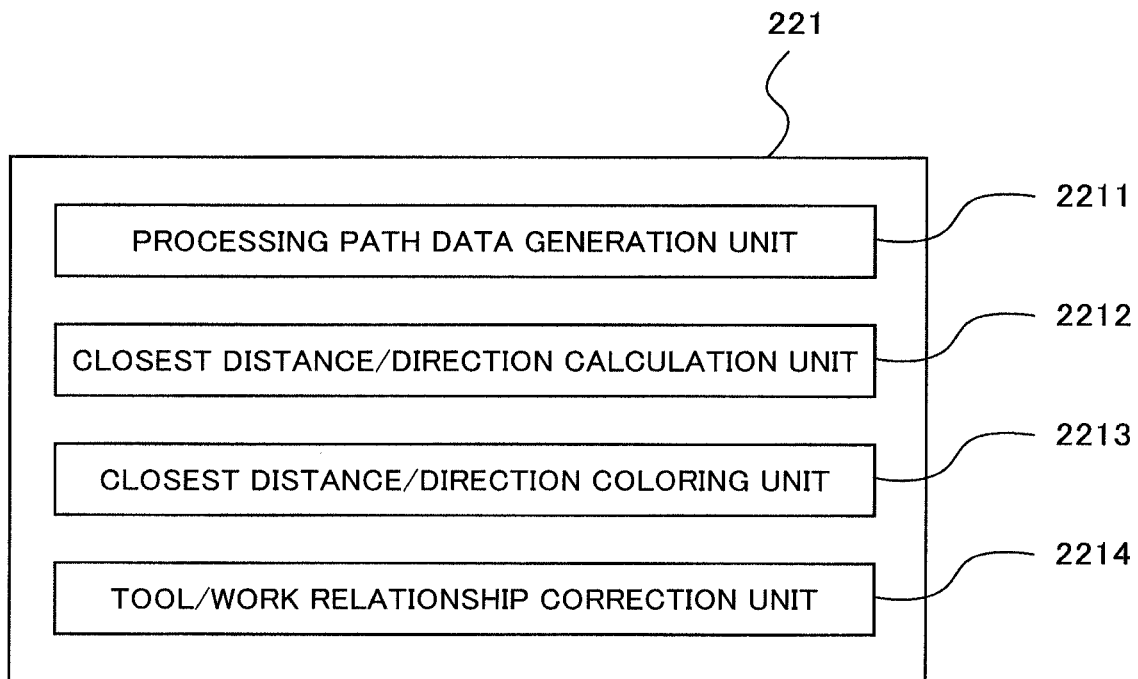 221
PROCESSING PATH DATA GENERATION UNIT
2211
CLOSEST DISTANCE/DIRECTION CALCULATION UNIT
2212
CLOSEST DISTANCE/DIRECTION COLORING UNIT
2213
TOOL/WORK RELATIONSHIP CORRECTION UNIT
2214